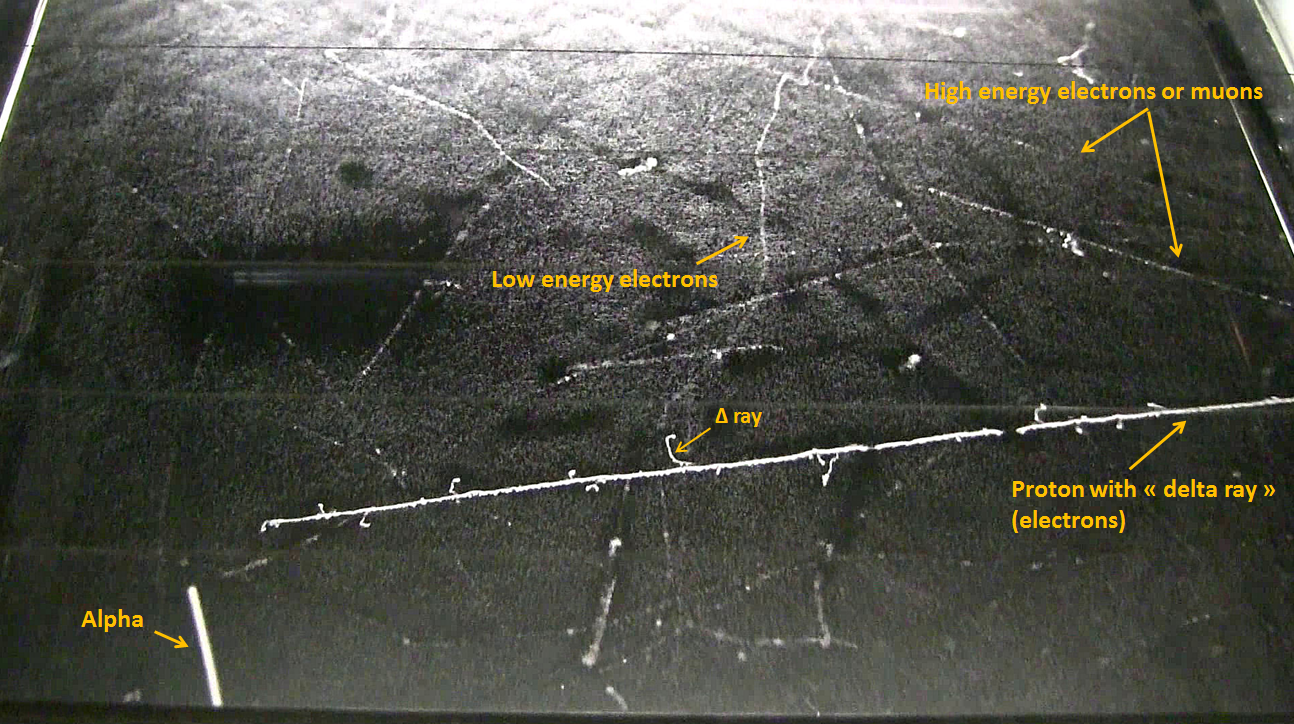 High energy electrons or muons
Low energy electrons
Δ ray
Proton with « delta ray »
(electrons)
Alpha